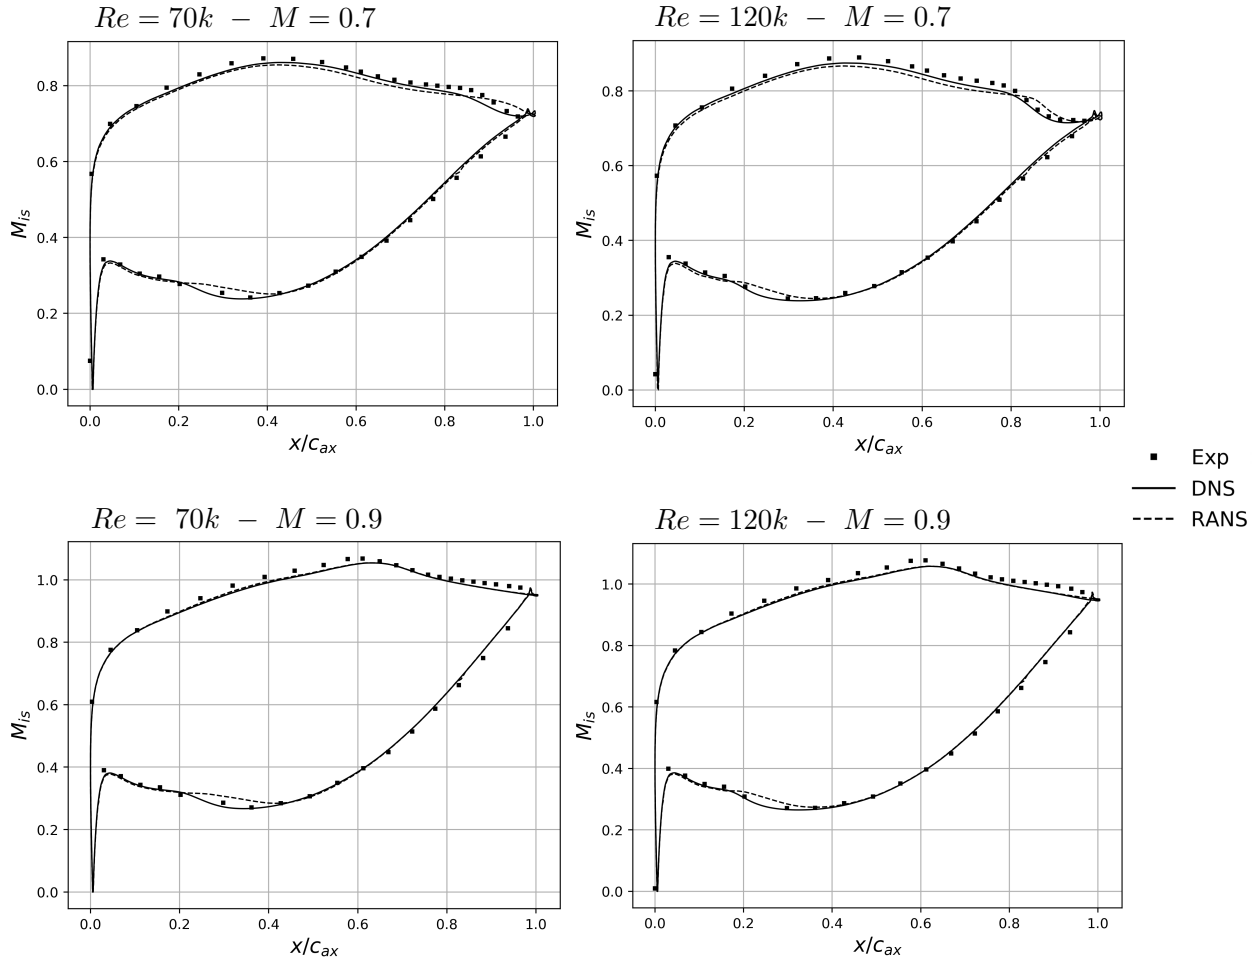 Re = 70k − M = 0.7
Re = 120k − M = 0.7
M_is
0.8
0.6
0.4
0.2
0.0
0.0 0.2 0.4 0.6 0.8 1.0
x/c_ax
M_is
0.8
0.6
0.4
0.2
0.0
0.0 0.2 0.4 0.6 0.8 1.0
x/c_ax
Exp
DNS
RANS
Re = 70k − M = 0.9
Re = 120k − M = 0.9
M_is
1.0
0.8
0.6
0.4
0.2
0.0
0.0 0.2 0.4 0.6 0.8 1.0
x/c_ax
M_is
1.0
0.8
0.6
0.4
0.2
0.0
0.0 0.2 0.4 0.6 0.8 1.0
x/c_ax